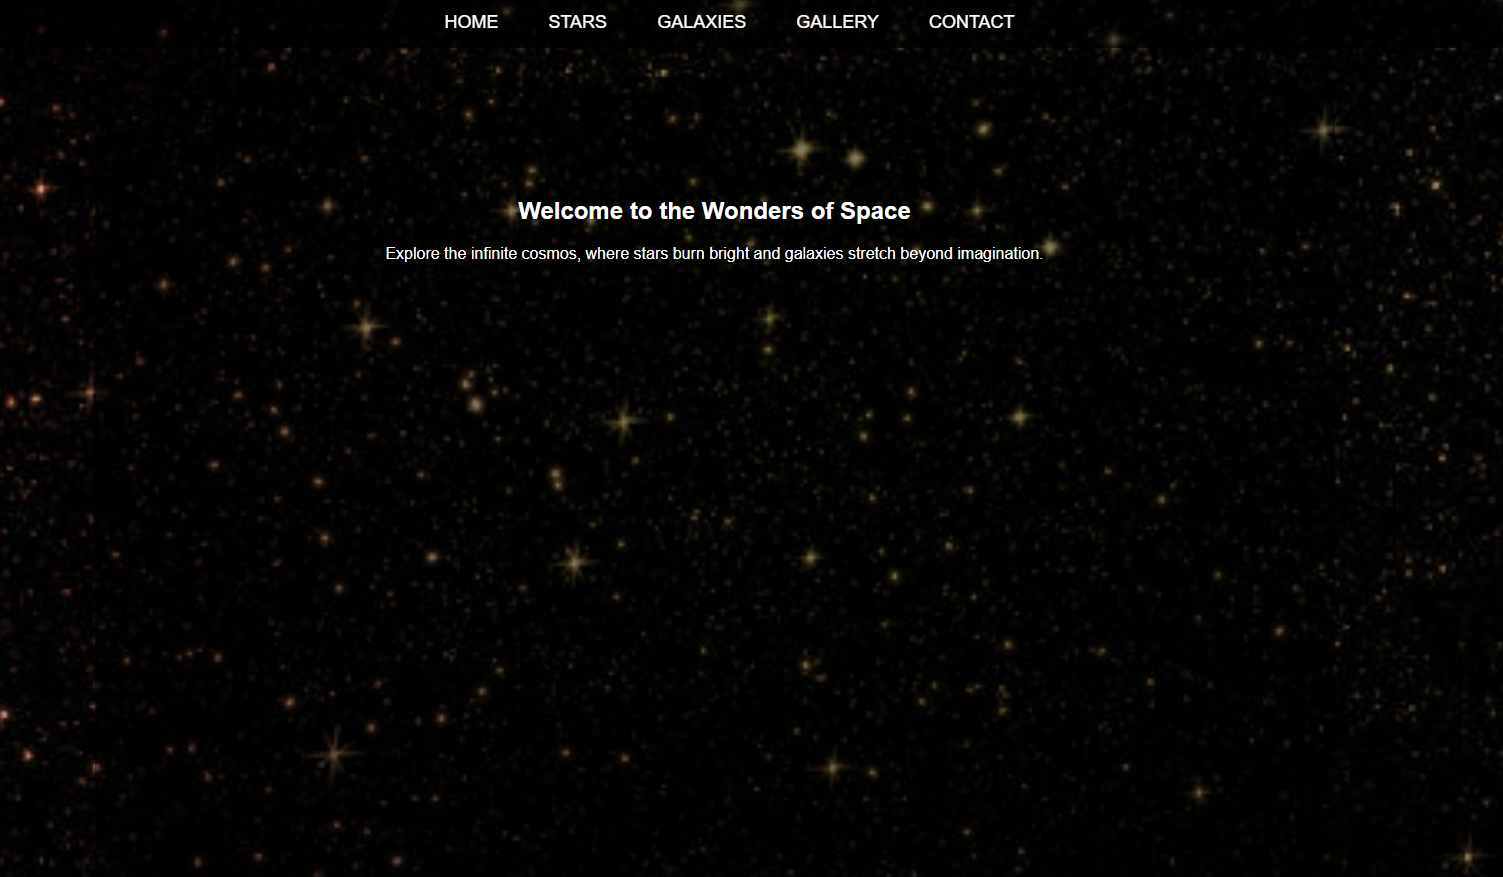 HOME STARS GALAXIES GALLERY CONTACT
Welcome to the Wonders of Space
Explore the infinite cosmos, where stars burn bright and galaxies stretch beyond imagination.